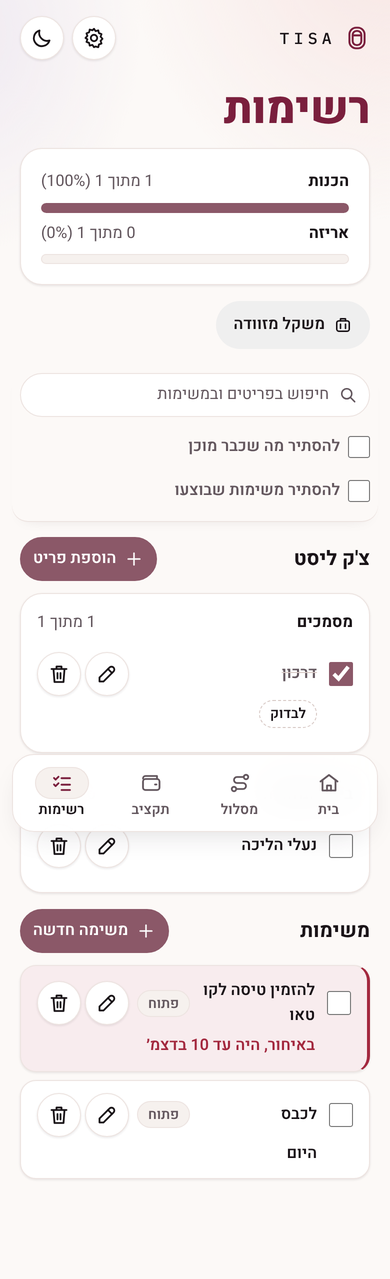 TISA
רשימות
הכנות 1 מתוך 1 (100%)
אריזה 0 מתוך 1 (0%)
משקל מזוודה
חיפוש בפריטים ובמשימות
להסתיר מה שכבר מוכן
להסתיר משימות שבוצעו
צ'ק ליסט
הוספת פריט
מסמכים 1 מתוך 1
דרכון
לבדוק
בית מסלול תקציב רשימות
נעלי הליכה
משימות
משימה חדשה
להזמין טיסה לקו
טאו
פתוח
באיחור, היה עד 10 בדצמ׳
לכבס
פתוח
היום